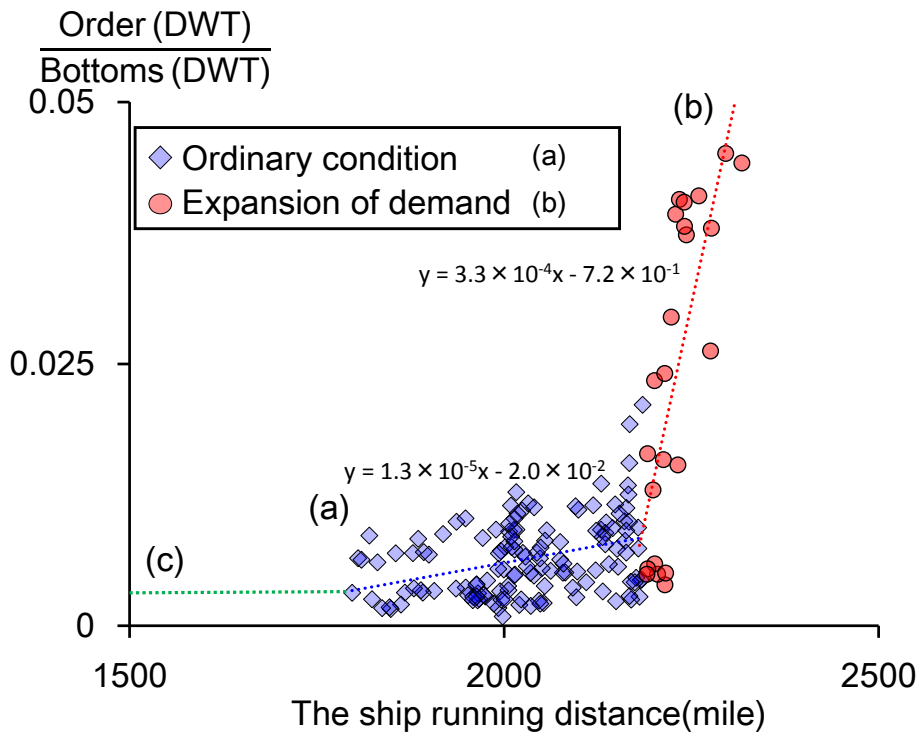 Order (DWT)
Bottoms (DWT)
0.05
(b)
Ordinary condition (a)
Expansion of demand (b)
y = 3.3 × 10⁻⁴x - 7.2 × 10⁻¹
0.025
y = 1.3 × 10⁻⁵x - 2.0 × 10⁻²
(a)
(c)
0
1500 2000 2500
The ship running distance(mile)